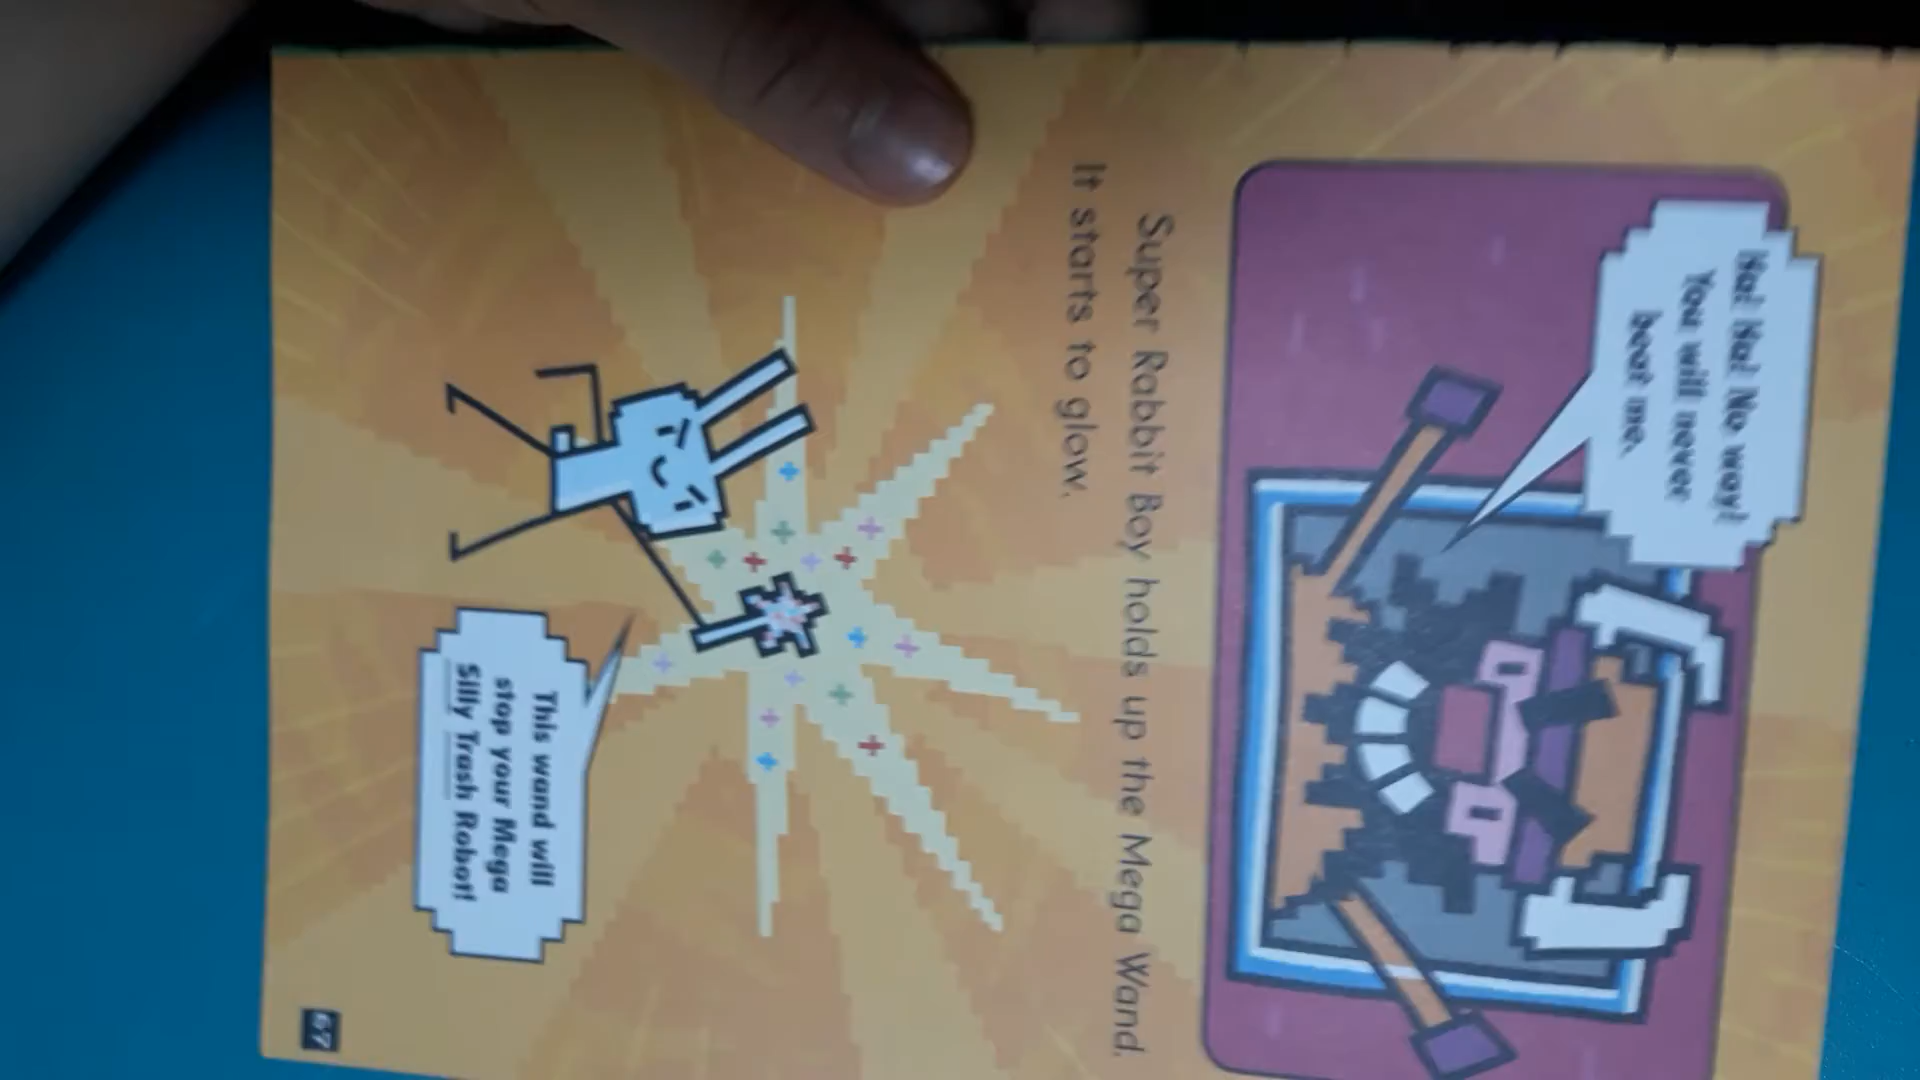 Ha! Ha! No way!
You will never
beat me.
Super Rabbit Boy holds up the Mega Wand.
It starts to glow.
This wand will
stop your Mega
Silly Trash Robot!
67